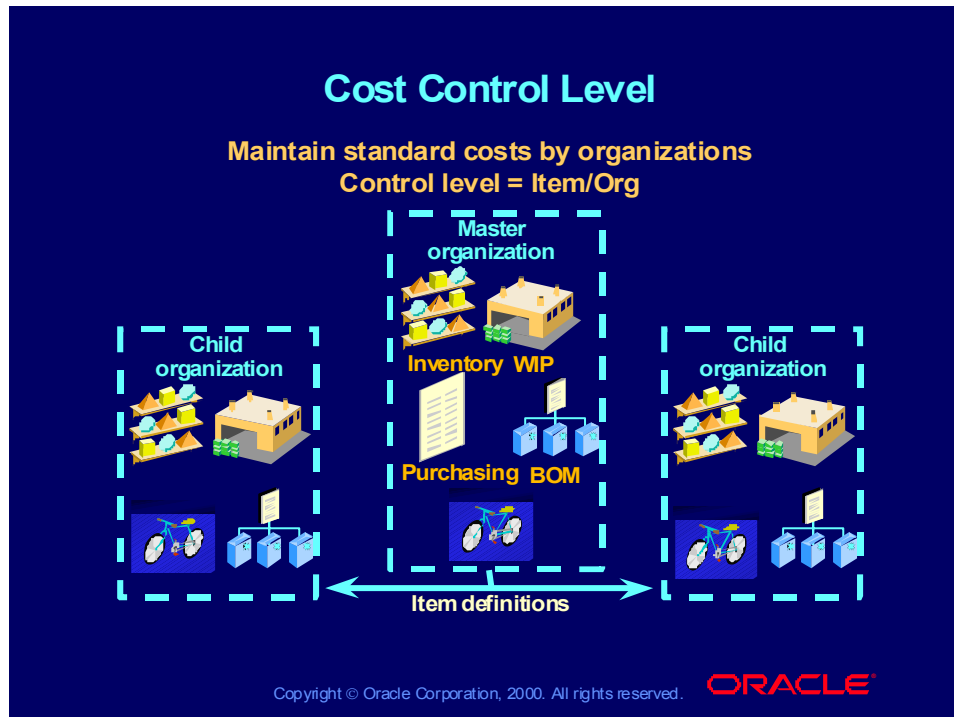 Cost Control Level
Maintain standard costs by organizations
Control level = Item/Org
Master
organization
Inventory WIP
Purchasing BOM
Child
organization
Child
organization
Item definitions
Copyright © Oracle Corporation, 2000. All rights reserved.
ORACLE®